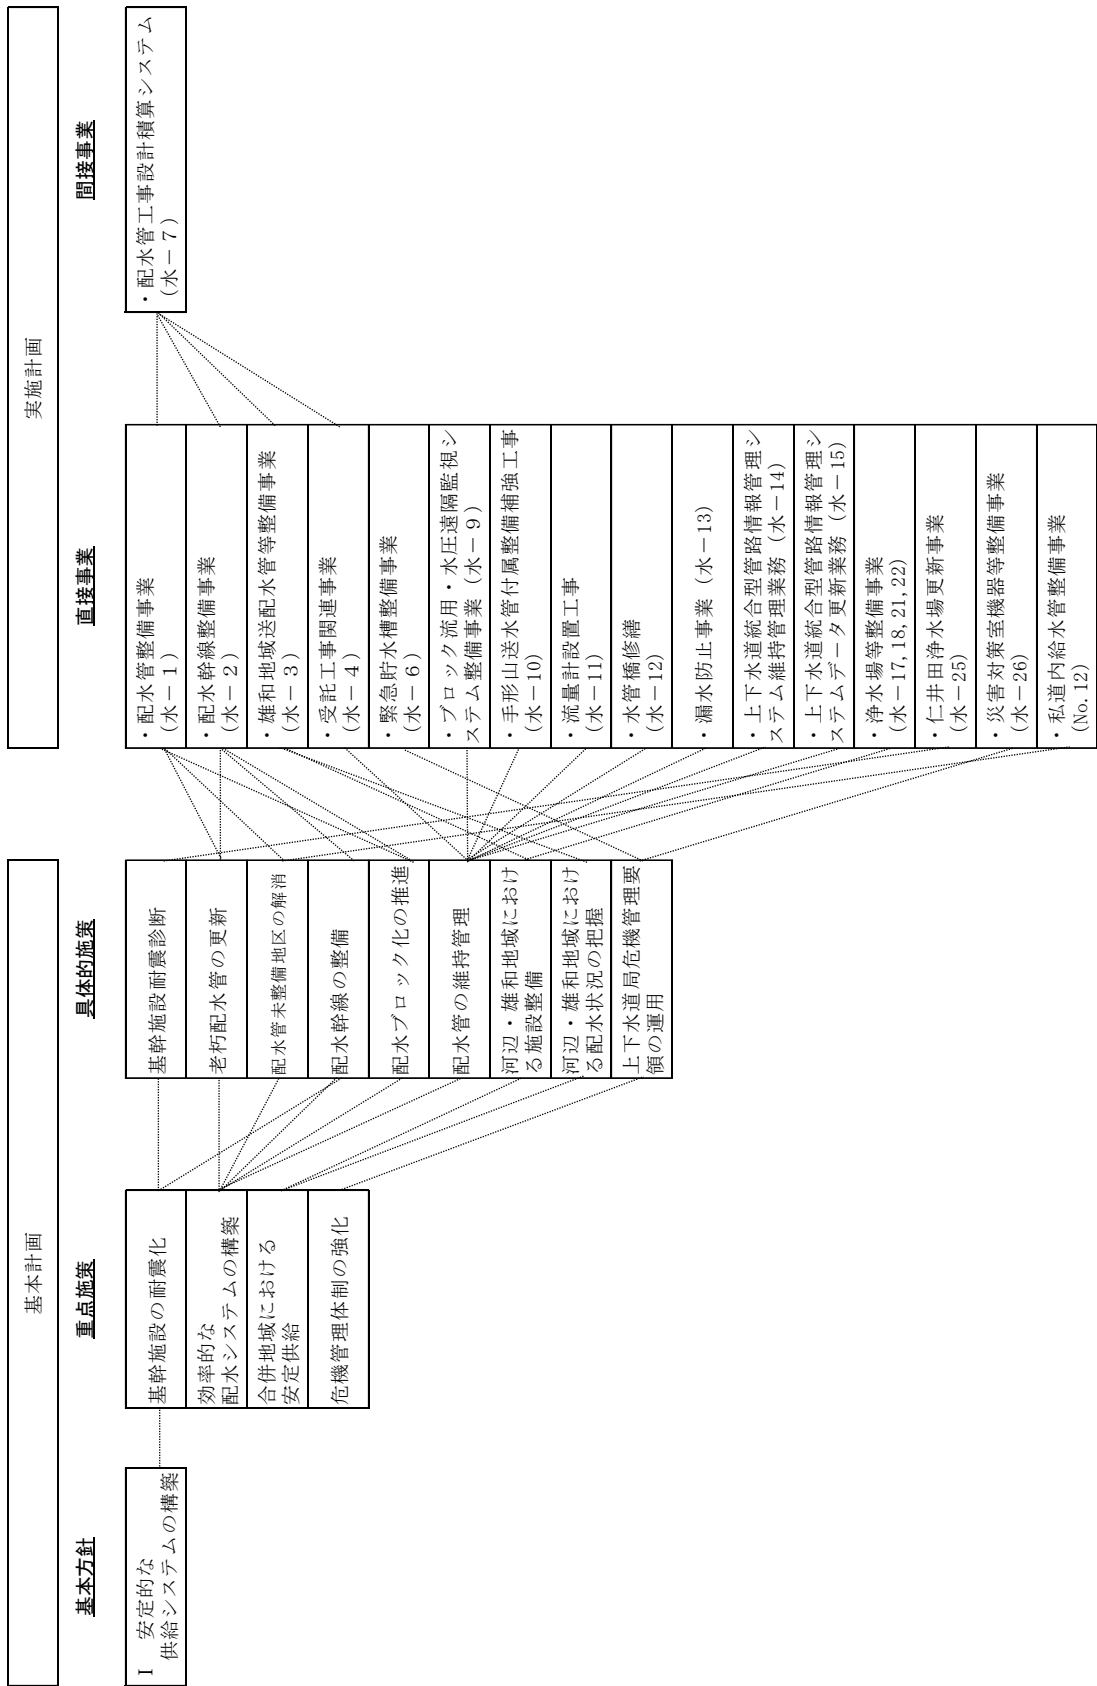 基本計画
実施計画
基本方針
重点施策
具体的施策
直接事業
間接事業
Ⅰ 安定的な
供給システムの構築
基幹施設の耐震化
効率的な
配水システムの構築
合併地域における
安定供給
危機管理体制の強化
基幹施設耐震診断
老朽配水管の更新
配水管未整備地区の解消
配水幹線の整備
配水ブロック化の推進
配水管の維持管理
河辺・雄和地域におけ
る施設整備
河辺・雄和地域におけ
る配水状況の把握
上下水道局危機管理要
領の運用
・配水管整備事業
(水-1)
・配水幹線整備事業
(水-2)
・雄和地域送配水管等整備事業
(水-3)
・受託工事関連事業
(水-4)
・緊急貯水槽整備事業
(水-6)
・ブロック流用・水圧遠隔監視シ
ステム整備事業(水-9)
・手形山送水管付属整備補強工事
(水-10)
・流量計設置工事
(水-11)
・水管橋修繕
(水-12)
・漏水防止事業(水-13)
・上下水道統合型管路情報管理シ
ステム維持管理業務(水-14)
・上下水道統合型管路情報管理シ
ステムデータ更新業務(水-15)
・浄水場等整備事業
(水-17,18,21,22)
・仁井田浄水場更新事業
(水-25)
・災害対策室機器等整備事業
(水-26)
・私道内給水管整備事業
(No.12)
・配水管工事設計積算システム
(水-7)